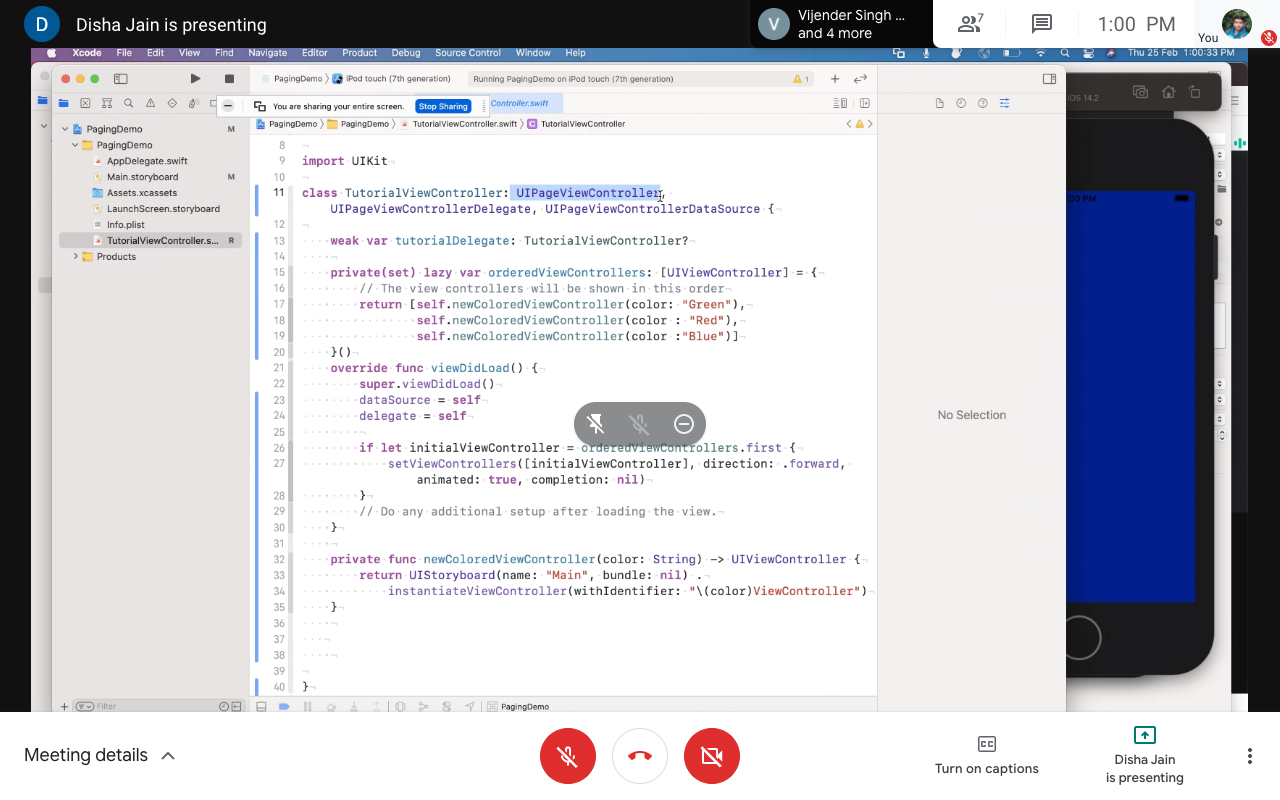 D Disha Jain is presenting
V Vijender Singh ...
and 4 more
7
1:00 PM
You
Xcode File Edit View Find Navigate Editor Product Debug Source Control Window Help
Thu 25 Feb 1:00:33 PM
PagingDemo 〉 iPod touch (7th generation)
Running PagingDemo on iPod touch (7th generation)
1
You are sharing your entire screen. Stop Sharing
Controller.swift
iOS 14.2
PagingDemo 〉 PagingDemo 〉 TutorialViewController.swift 〉 TutorialViewController
PagingDemo M
PagingDemo
AppDelegate.swift
Main.storyboard M
Assets.xcassets
LaunchScreen.storyboard
Info.plist
TutorialViewController.s... R
Products
8
9 import UIKit
10
11 class TutorialViewController: UIPageViewController,
UIPageViewControllerDelegate, UIPageViewControllerDataSource {
12
13 weak var tutorialDelegate: TutorialViewController?
14
15 private(set) lazy var orderedViewControllers: [UIViewController] = {
16 // The view controllers will be shown in this order
17 return [self.newColoredViewController(color: "Green"),
18 self.newColoredViewController(color : "Red"),
19 self.newColoredViewController(color :"Blue")]
20 }()
21 override func viewDidLoad() {
22 super.viewDidLoad()
23 dataSource = self
24 delegate = self
25
26 if let initialViewController = orderedViewControllers.first {
27 setViewControllers([initialViewController], direction: .forward,
animated: true, completion: nil)
28 }
29 // Do any additional setup after loading the view.
30 }
31
32 private func newColoredViewController(color: String) -> UIViewController {
33 return UIStoryboard(name: "Main", bundle: nil) .
34 instantiateViewController(withIdentifier: "\(color)ViewController")
35 }
36
37
38
39
40 }
No Selection
00 PM
Filter
PagingDemo
Meeting details
CC
Turn on captions
Disha Jain
is presenting